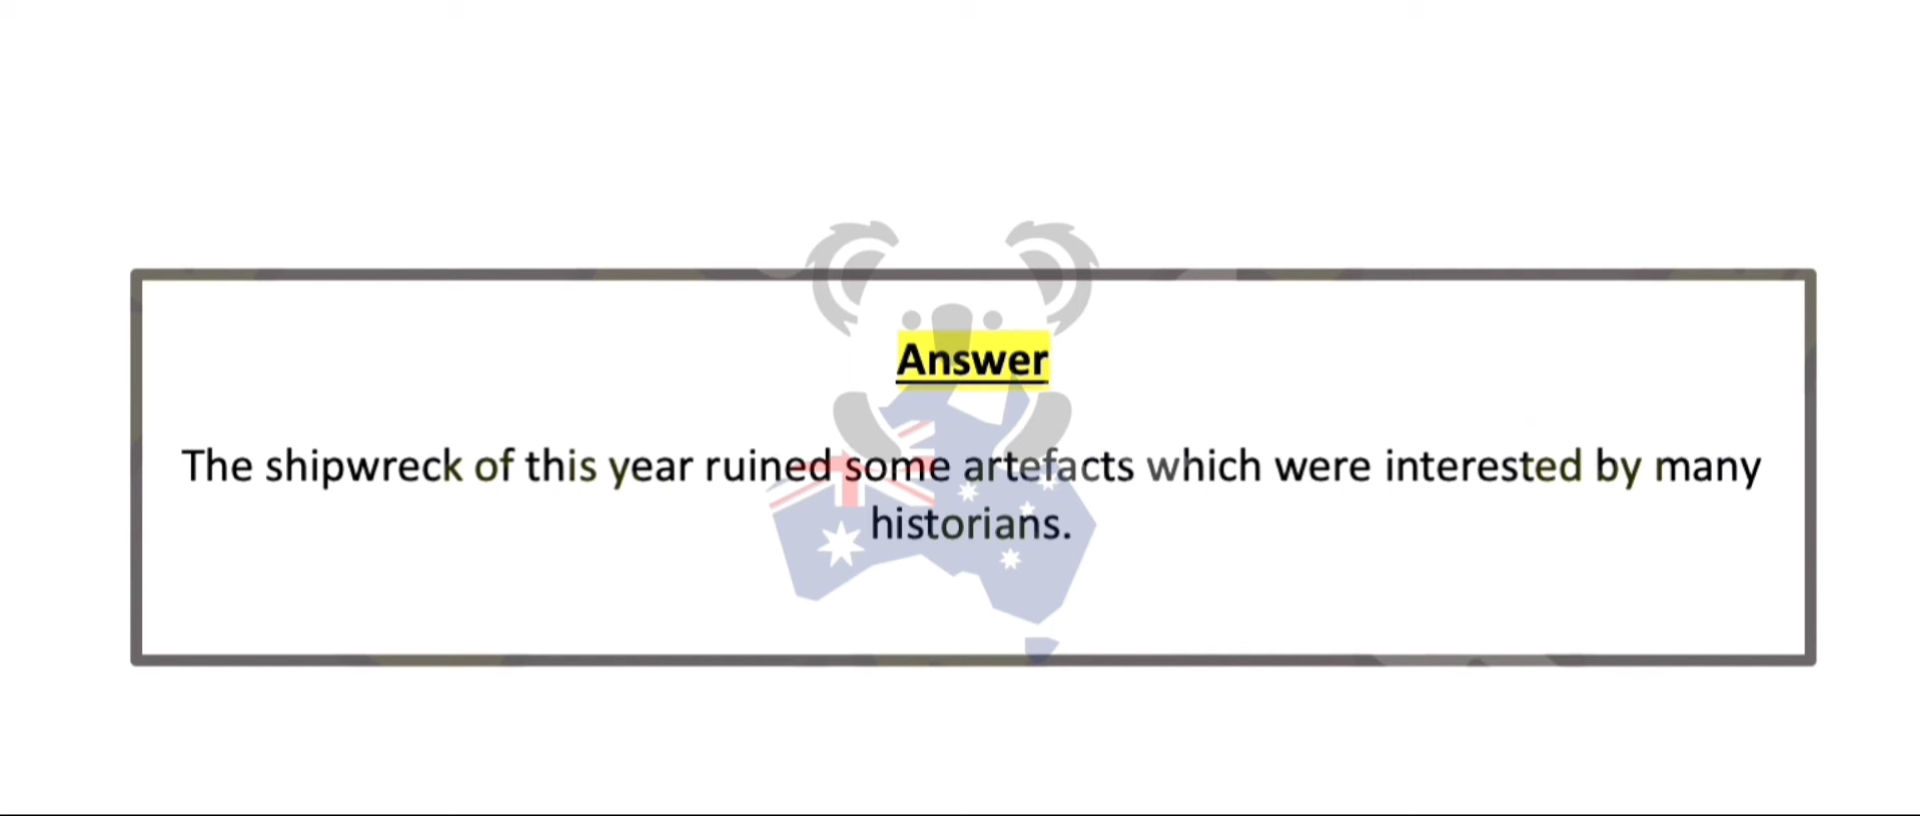 Answer
The shipwreck of this year ruined some artefacts which were interested by many
historians.